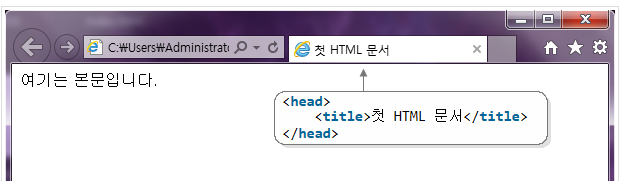 C:₩Users₩Administrat
첫 HTML 문서
여기는 본문입니다.
<head>
<title>첫 HTML 문서</title>
</head>